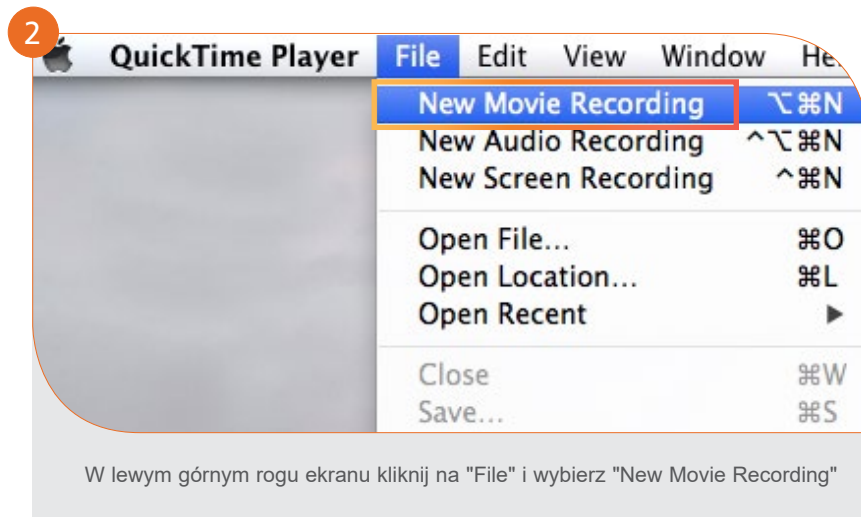 2
QuickTime Player File Edit View Window He
New Movie Recording ⌥⌘N
New Audio Recording ^⌥⌘N
New Screen Recording ^⌘N
Open File... ⌘O
Open Location... ⌘L
Open Recent ▶
Close ⌘W
Save... ⌘S
W lewym górnym rogu ekranu kliknij na "File" i wybierz "New Movie Recording"